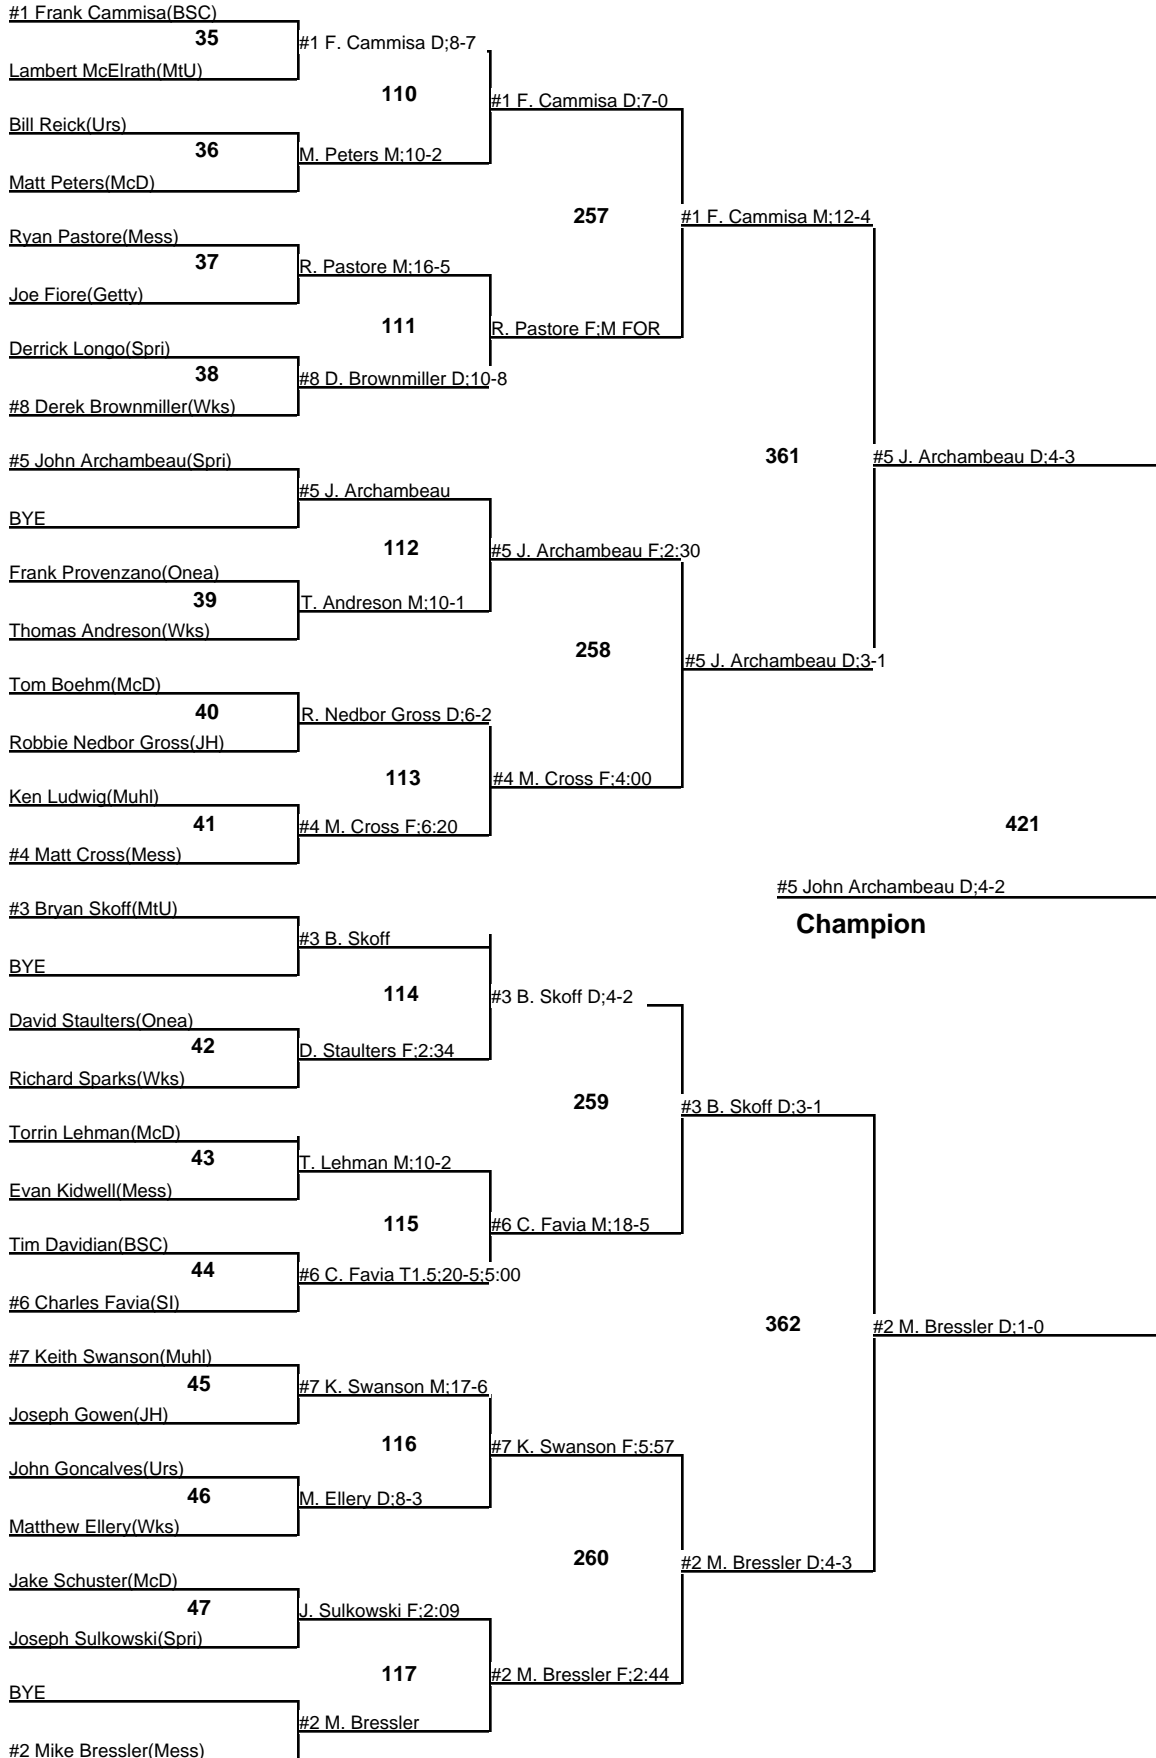 #1 Frank Cammisa(BSC)
35
#1 F. Cammisa D;8-7
Lambert McElrath(MtU)
110
#1 F. Cammisa D;7-0
Bill Reick(Urs)
36
M. Peters M;10-2
Matt Peters(McD)
257
#1 F. Cammisa M;12-4
Ryan Pastore(Mess)
37
R. Pastore M;16-5
Joe Fiore(Getty)
111
R. Pastore F;M FOR
Derrick Longo(Spri)
38
#8 D. Brownmiller D;10-8
#8 Derek Brownmiller(Wks)
361
#5 J. Archambeau D;4-3
#5 John Archambeau(Spri)
#5 J. Archambeau
BYE
112
#5 J. Archambeau F;2:30
Frank Provenzano(Onea)
39
T. Andreson M;10-1
Thomas Andreson(Wks)
258
#5 J. Archambeau D;3-1
Tom Boehm(McD)
40
R. Nedbor Gross D;6-2
Robbie Nedbor Gross(JH)
113
#4 M. Cross F;4:00
Ken Ludwig(Muhl)
41
#4 M. Cross F;6:20
#4 Matt Cross(Mess)
421
#5 John Archambeau D;4-2
Champion
#3 Bryan Skoff(MtU)
#3 B. Skoff
BYE
114
#3 B. Skoff D;4-2
David Staulters(Onea)
42
D. Staulters F;2:34
Richard Sparks(Wks)
259
#3 B. Skoff D;3-1
Torrin Lehman(McD)
43
T. Lehman M;10-2
Evan Kidwell(Mess)
115
#6 C. Favia M;18-5
Tim Davidian(BSC)
44
#6 C. Favia T1.5;20-5;5:00
#6 Charles Favia(SI)
362
#2 M. Bressler D;1-0
#7 Keith Swanson(Muhl)
45
#7 K. Swanson M;17-6
Joseph Gowen(JH)
116
#7 K. Swanson F;5:57
John Goncalves(Urs)
46
M. Ellery D;8-3
Matthew Ellery(Wks)
260
#2 M. Bressler D;4-3
Jake Schuster(McD)
47
J. Sulkowski F;2:09
Joseph Sulkowski(Spri)
117
#2 M. Bressler F;2:44
BYE
#2 M. Bressler
#2 Mike Bressler(Mess)